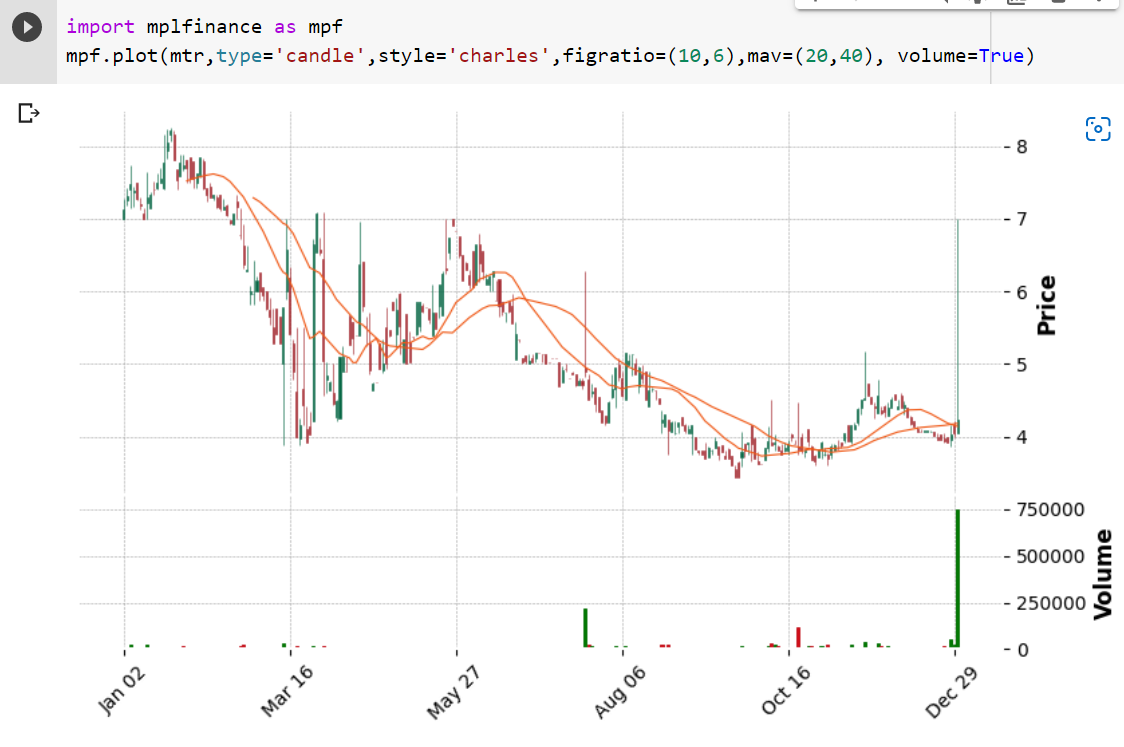 import mplfinance as mpf
mpf.plot(mtr,type='candle',style='charles',figratio=(10,6),mav=(20,40), volume=True)
8
7
6
5
4
Price
750000
500000
250000
0
Volume
Jan 02
Mar 16
May 27
Aug 06
Oct 16
Dec 29